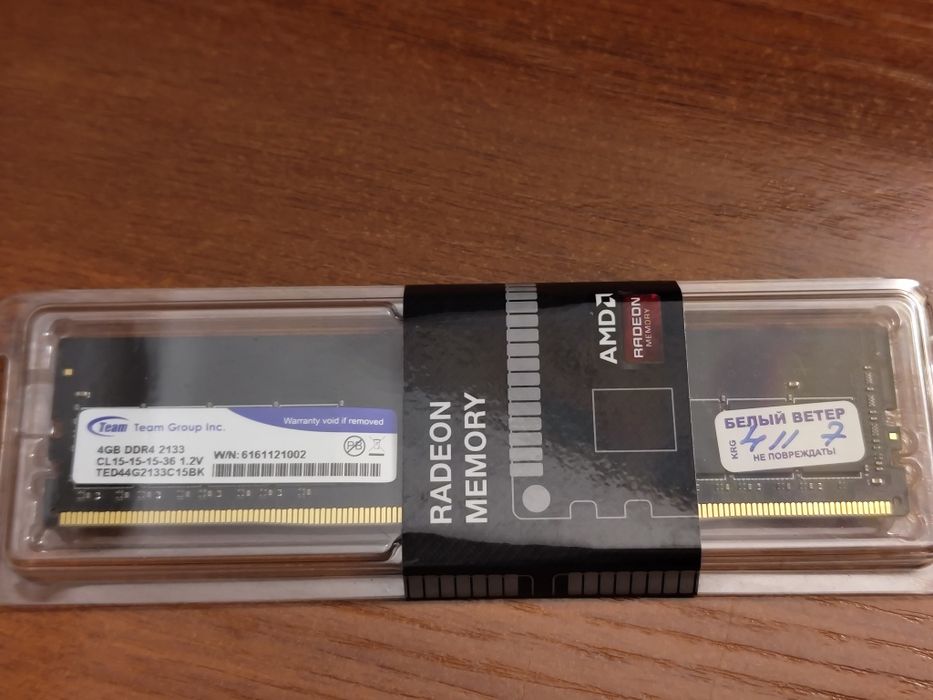 Team Team Group Inc.
Warranty void if removed
4GB DDR4 2133
CL15-15-15-36 1.2V
TED44G2133C15BK
W/N: 6161121002
PB
RADEON
MEMORY
AMD
RADEON
MEMORY
БЕЛЫЙ ВЕТЕР
KRG 4 11 7
НЕ ПОВРЕЖДАТЬ!